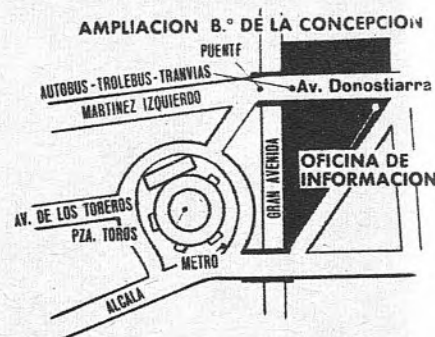 AMPLIACION B.º DE LA CONCEPCION
PUENTE
AUTOBUS-TROLEBUS-TRANVIAS
Av. Donostiarra
MARTINEZ IZQUIERDO
OFICINA DE
INFORMACION
GRAN AVENIDA
AV. DE LOS TOREROS
PZA. TOROS
METRO
ALCALA